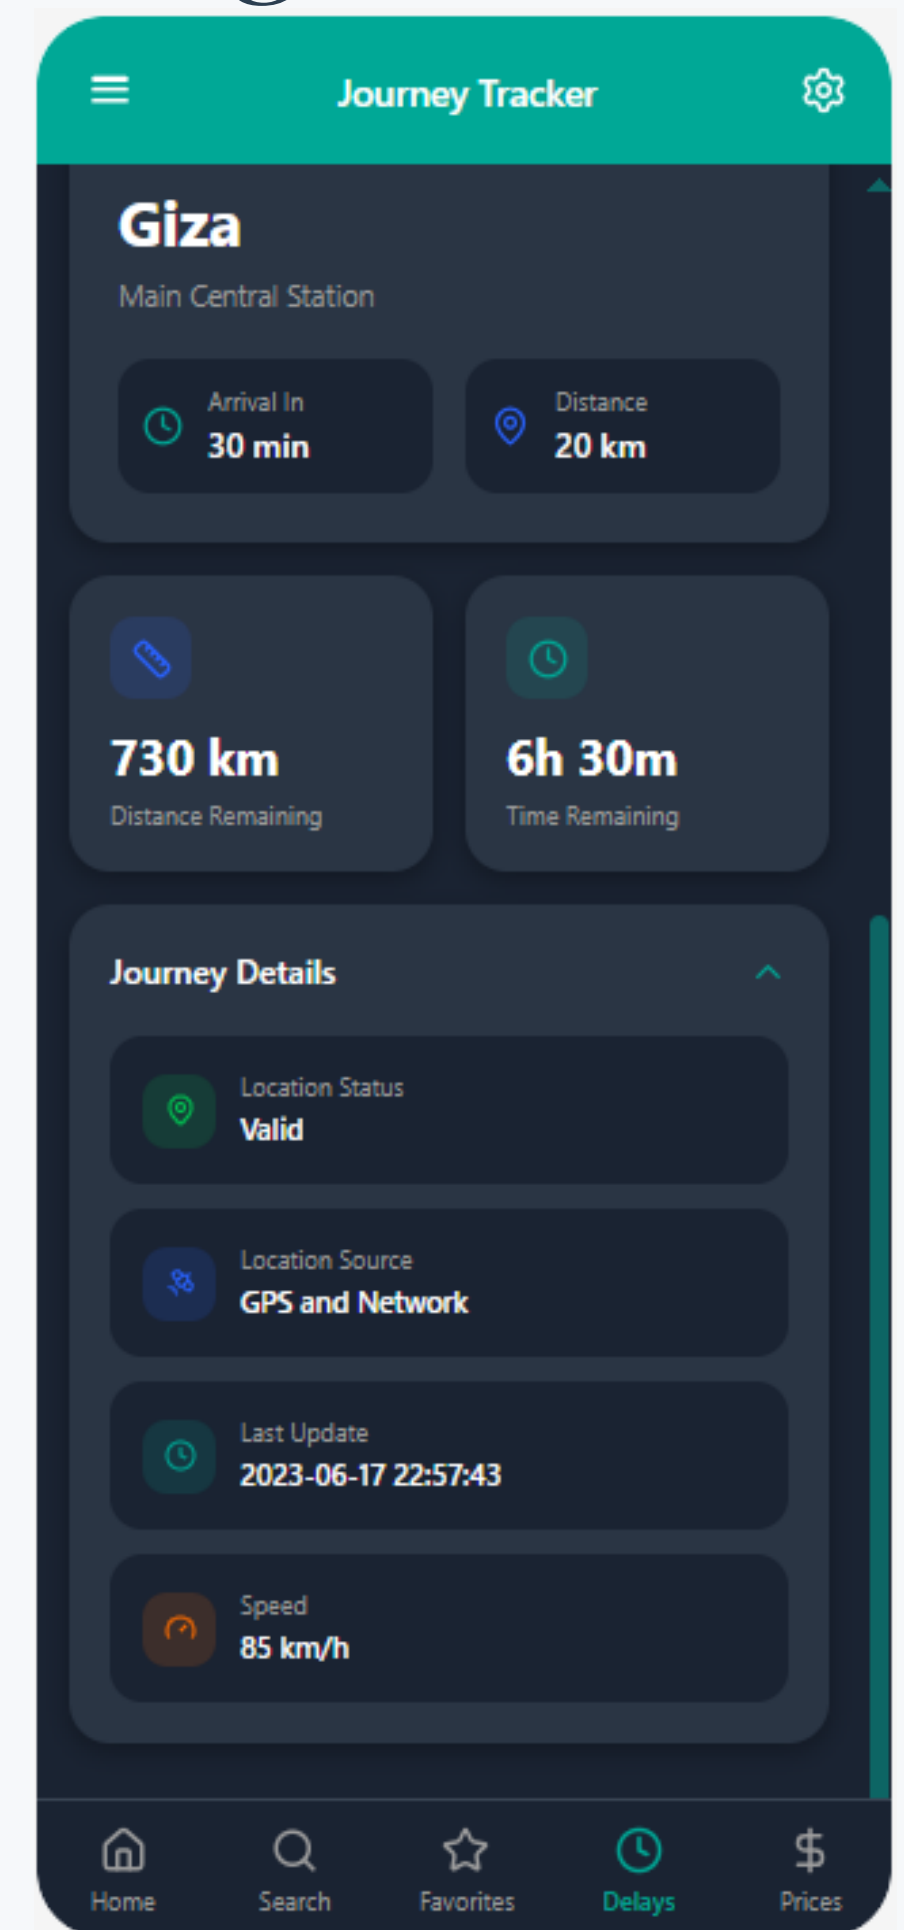 Journey Tracker
Giza
Main Central Station
Arrival In
30 min
Distance
20 km
730 km
Distance Remaining
6h 30m
Time Remaining
Journey Details
Location Status
Valid
Location Source
GPS and Network
Last Update
2023-06-17 22:57:43
Speed
85 km/h
Home
Search
Favorites
Delays
Prices